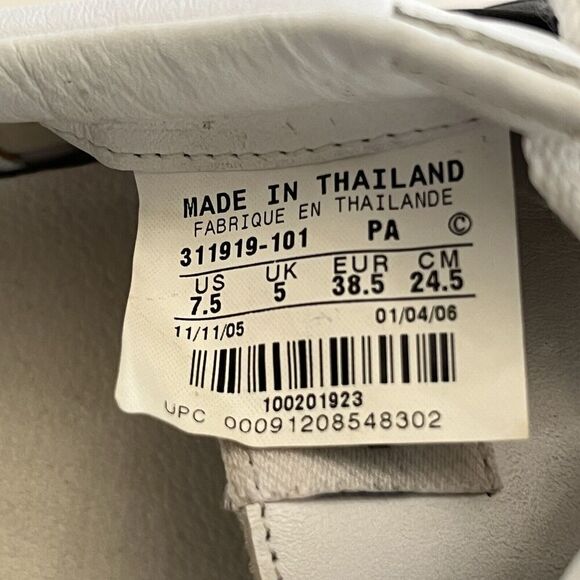 MADE IN THAILAND
FABRIQUE EN THAILANDE
311919-101 PA ©
US UK EUR CM
7.5 5 38.5 24.5
11/11/05 01/04/06
100201923
UPC 00091208548302